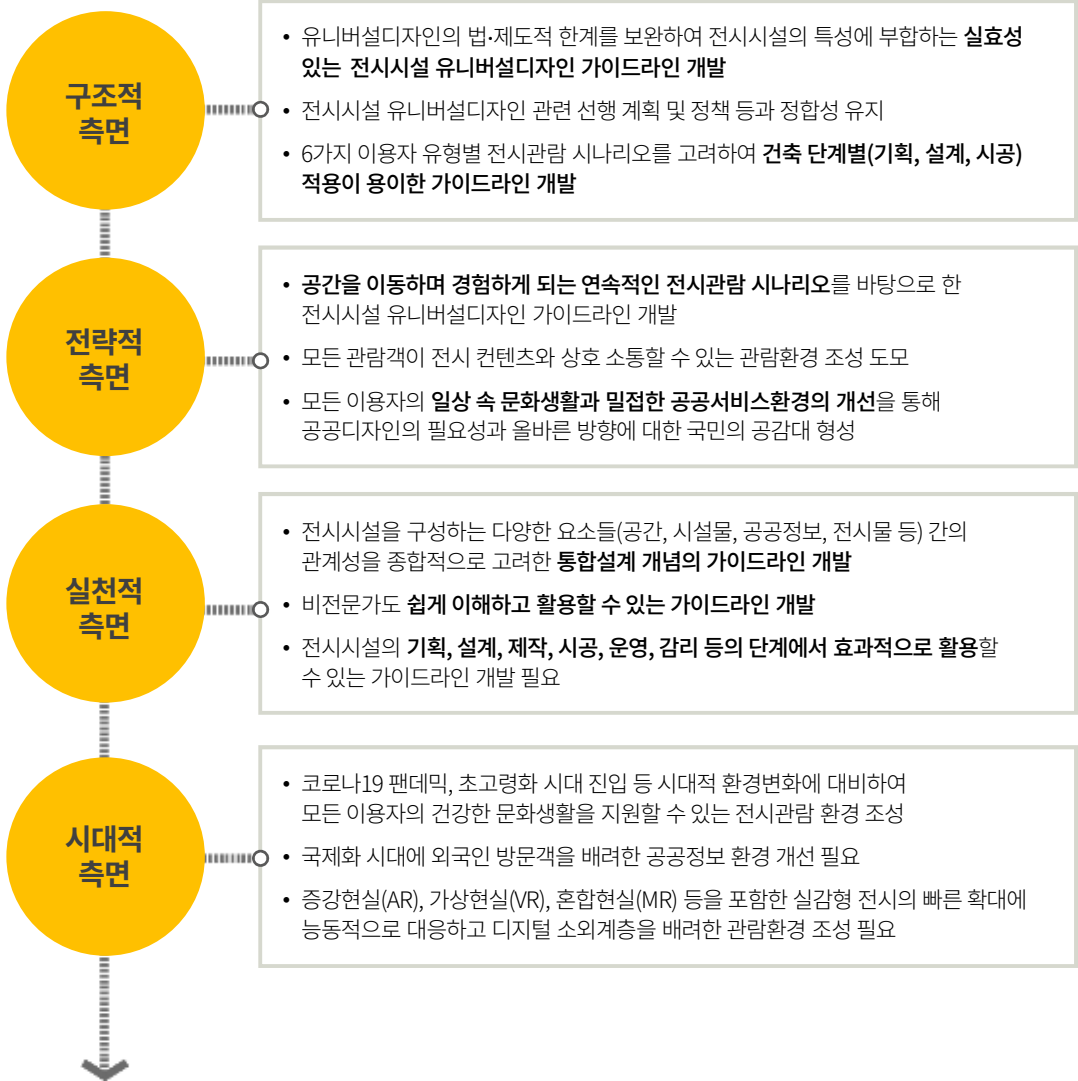 구조적
측면
• 유니버설디자인의 법·제도적 한계를 보완하여 전시시설의 특성에 부합하는 실효성
있는 전시시설 유니버설디자인 가이드라인 개발
• 전시시설 유니버설디자인 관련 선행 계획 및 정책 등과 정합성 유지
• 6가지 이용자 유형별 전시관람 시나리오를 고려하여 건축 단계별(기획, 설계, 시공)
적용이 용이한 가이드라인 개발
전략적
측면
• 공간을 이동하며 경험하게 되는 연속적인 전시관람 시나리오를 바탕으로 한
전시시설 유니버설디자인 가이드라인 개발
• 모든 관람객이 전시 컨텐츠와 상호 소통할 수 있는 관람환경 조성 도모
• 모든 이용자의 일상 속 문화생활과 밀접한 공공서비스환경의 개선을 통해
공공디자인의 필요성과 올바른 방향에 대한 국민의 공감대 형성
실천적
측면
• 전시시설을 구성하는 다양한 요소들(공간, 시설물, 공공정보, 전시물 등) 간의
관계성을 종합적으로 고려한 통합설계 개념의 가이드라인 개발
• 비전문가도 쉽게 이해하고 활용할 수 있는 가이드라인 개발
• 전시시설의 기획, 설계, 제작, 시공, 운영, 감리 등의 단계에서 효과적으로 활용할
수 있는 가이드라인 개발 필요
시대적
측면
• 코로나19 팬데믹, 초고령화 시대 진입 등 시대적 환경변화에 대비하여
모든 이용자의 건강한 문화생활을 지원할 수 있는 전시관람 환경 조성
• 국제화 시대에 외국인 방문객을 배려한 공공정보 환경 개선 필요
• 증강현실(AR), 가상현실(VR), 혼합현실(MR) 등을 포함한 실감형 전시의 빠른 확대에
능동적으로 대응하고 디지털 소외계층을 배려한 관람환경 조성 필요